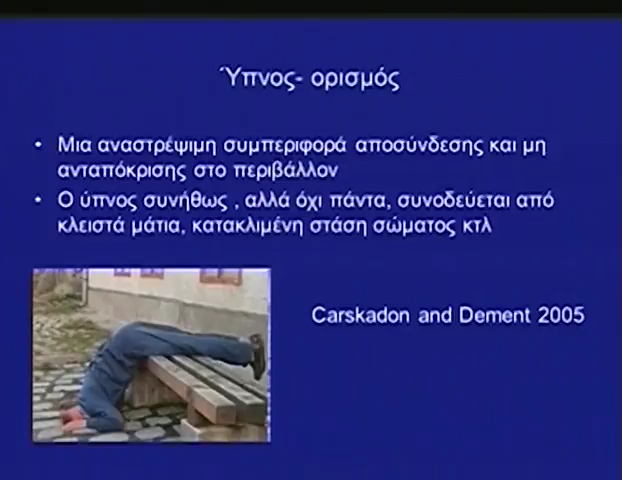 Ύπνος- ορισμός
• Μια αναστρέψιμη συμπεριφορά αποσύνδεσης και μη
ανταπόκρισης στο περιβάλλον
• Ο ύπνος συνήθως , αλλά όχι πάντα, συνοδεύεται από
κλειστά μάτια, κατακλιμένη στάση σώματος κτλ
Carskadon and Dement 2005